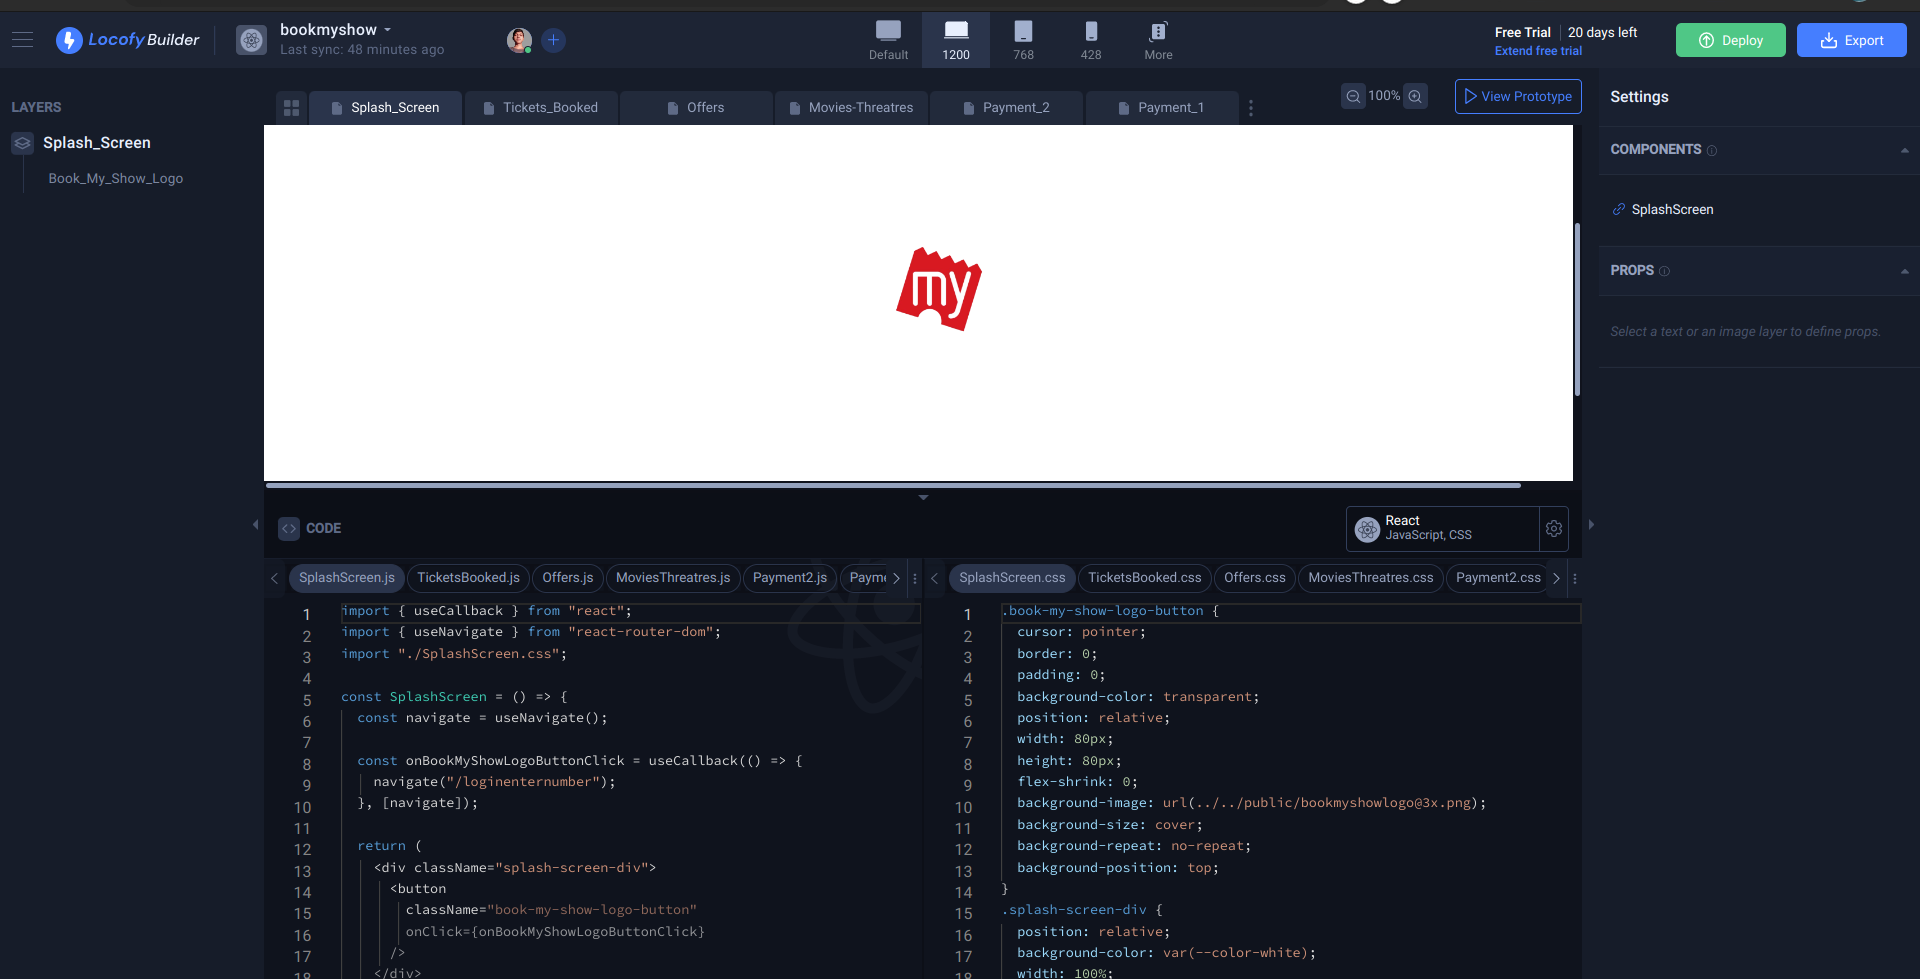 Locofy Builder
bookmyshow
Last sync: 48 minutes ago
Default
1200
768
428
More
Free Trial
20 days left
Extend free trial
Deploy
Export
LAYERS
Splash_Screen
Book_My_Show_Logo
Splash_Screen
Tickets_Booked
Offers
Movies-Threatres
Payment_2
Payment_1
100%
View Prototype
my
Settings
COMPONENTS
SplashScreen
PROPS
Select a text or an image layer to define props.
CODE
React
JavaScript, CSS
SplashScreen.js
TicketsBooked.js
Offers.js
MoviesThreatres.js
Payment2.js
Payme
1 import { useCallback } from "react";
2 import { useNavigate } from "react-router-dom";
3 import "./SplashScreen.css";
4
5 const SplashScreen = () => {
6 const navigate = useNavigate();
7
8 const onBookMyShowLogoButtonClick = useCallback(() => {
9 navigate("/loginenternumber");
10 }, [navigate]);
11
12 return (
13 <div className="splash-screen-div">
14 <button
15 className="book-my-show-logo-button"
16 onClick={onBookMyShowLogoButtonClick}
17 />
18 </div>
SplashScreen.css
TicketsBooked.css
Offers.css
MoviesThreatres.css
Payment2.css
1 .book-my-show-logo-button {
2 cursor: pointer;
3 border: 0;
4 padding: 0;
5 background-color: transparent;
6 position: relative;
7 width: 80px;
8 height: 80px;
9 flex-shrink: 0;
10 background-image: url(../../public/bookmyshowlogo@3x.png);
11 background-size: cover;
12 background-repeat: no-repeat;
13 background-position: top;
14 }
15 .splash-screen-div {
16 position: relative;
17 background-color: var(--color-white);
18 width: 100%;